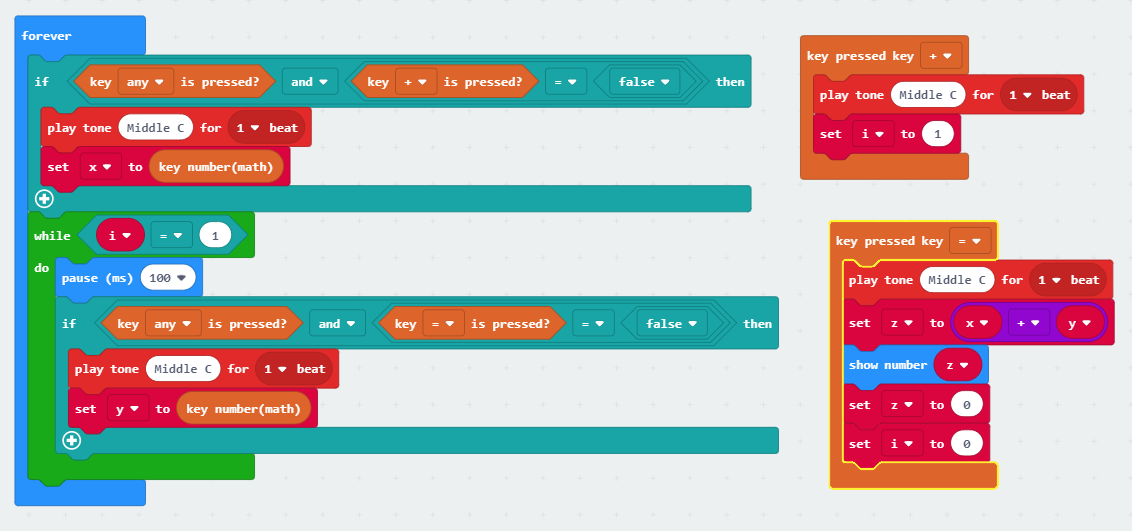 forever
if key any is pressed? and key + is pressed? = false then
play tone Middle C for 1 beat
set x to key number(math)
while i = 1
do
pause (ms) 100
if key any is pressed? and key = is pressed? = false then
play tone Middle C for 1 beat
set y to key number(math)
key pressed key +
play tone Middle C for 1 beat
set i to 1
key pressed key =
play tone Middle C for 1 beat
set z to x + y
show number z
set z to 0
set i to 0